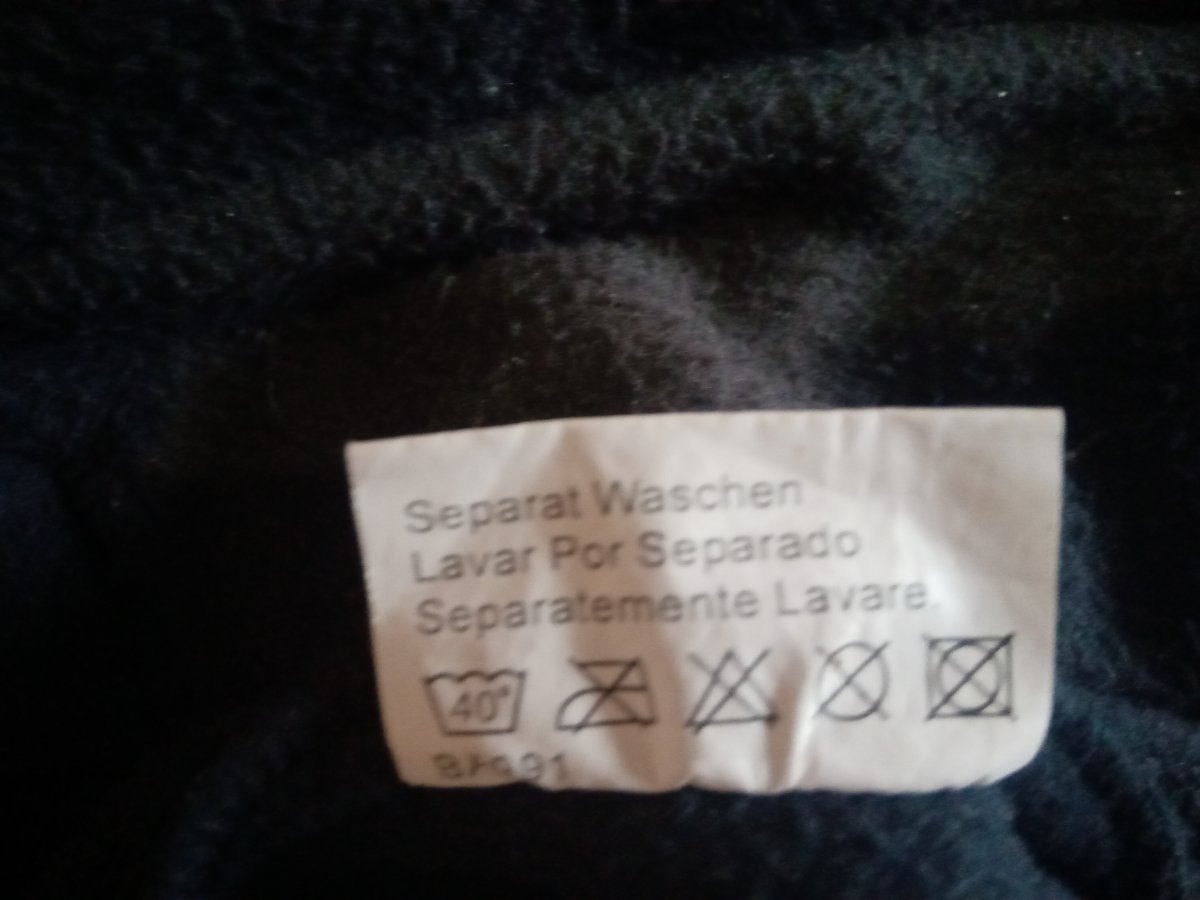 Separat Waschen
Lavar Por Separado
Separatemente Lavare.
40°